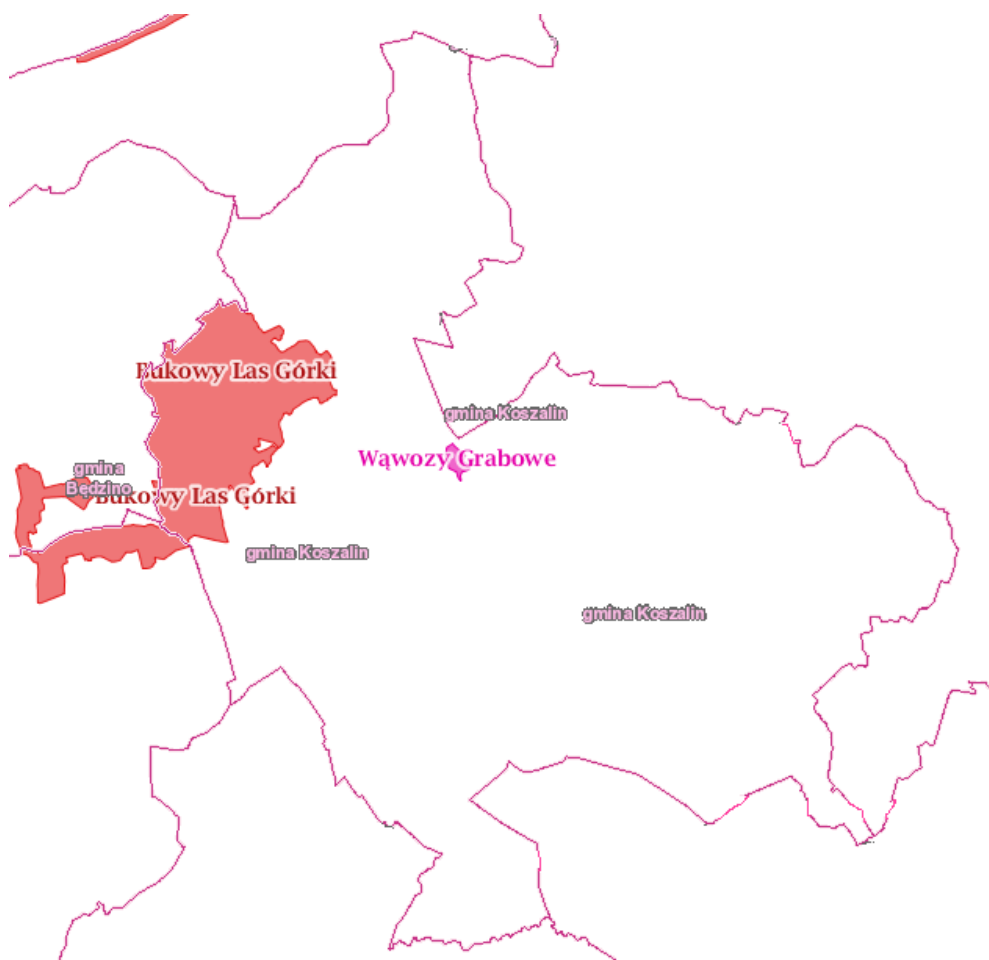 Bukowy Las Górki
gmina Koszalin
Wąwozy Grabowe
gmina
Będzino
Bukowy Las Górki
gmina Koszalin
gmina Koszalin